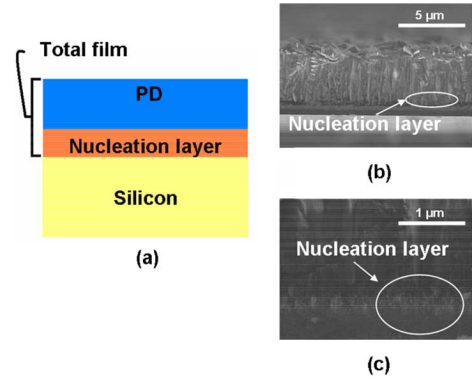 Total film
PD
Nucleation layer
Silicon
(a)
5 µm
Nucleation layer
(b)
1 µm
Nucleation layer
(c)